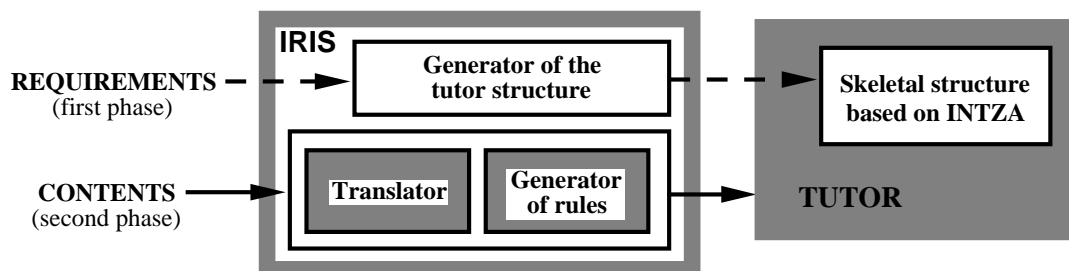 IRIS
REQUIREMENTS
(first phase)
Generator of the
tutor structure
Skeletal structure
based on INTZA
CONTENTS
(second phase)
Translator
Generator
of rules
TUTOR